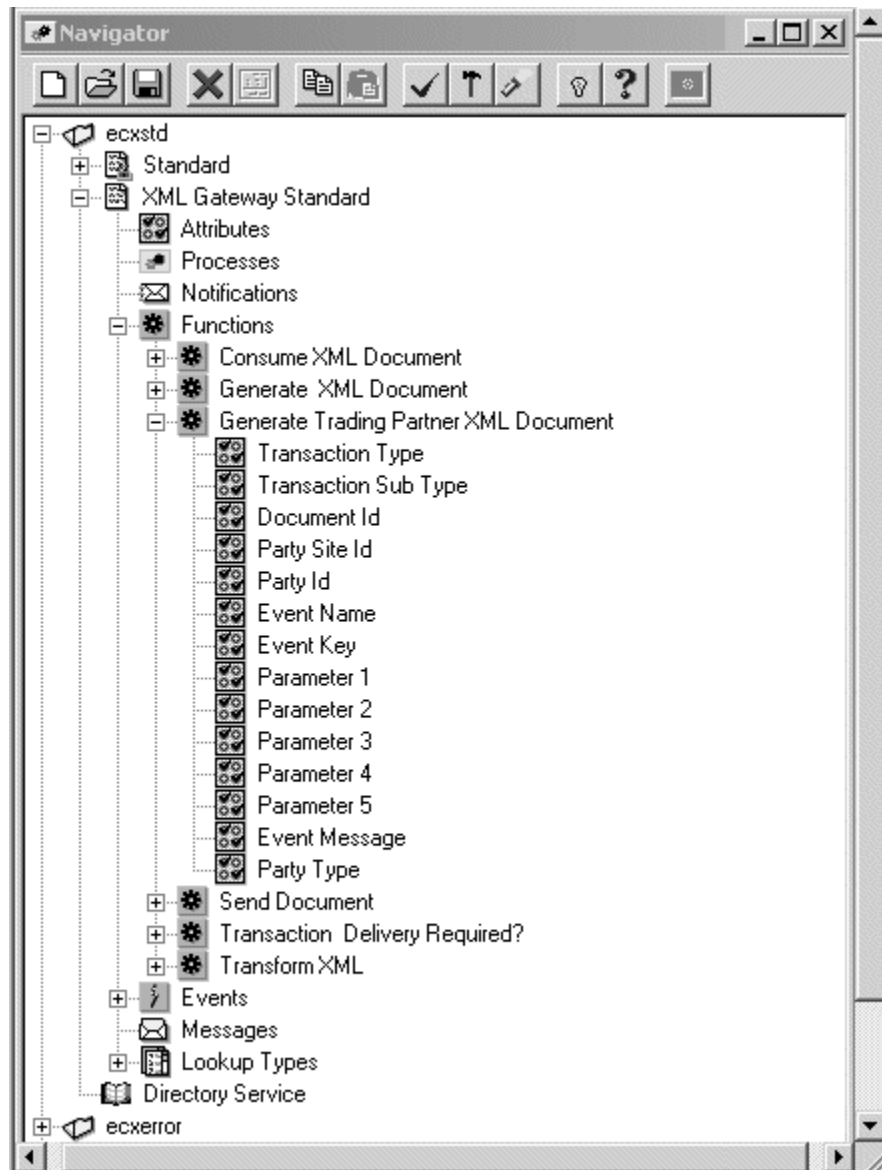 Navigator
ecxstd
Standard
XML Gateway Standard
Attributes
Processes
Notifications
Functions
Consume XML Document
Generate XML Document
Generate Trading Partner XML Document
Transaction Type
Transaction Sub Type
Document Id
Party Site Id
Party Id
Event Name
Event Key
Parameter 1
Parameter 2
Parameter 3
Parameter 4
Parameter 5
Event Message
Party Type
Send Document
Transaction Delivery Required?
Transform XML
Events
Messages
Lookup Types
Directory Service
ecxerror